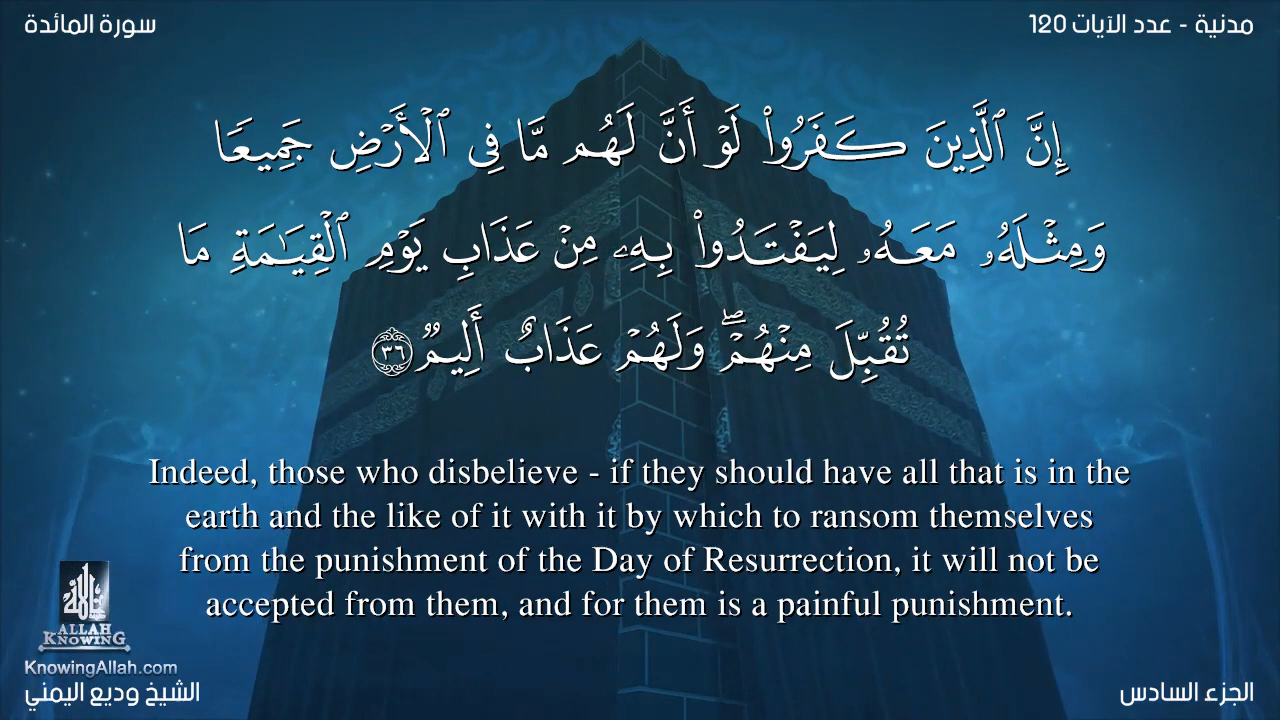 سورة المائدة
مدنية - عدد الآيات 120
إِنَّ ٱلَّذِينَ كَفَرُوا۟ لَوْ أَنَّ لَهُم مَّا فِى ٱلْأَرْضِ جَمِيعًا
وَمِثْلَهُۥ مَعَهُۥ لِيَفْتَدُوا۟ بِهِۦ مِنْ عَذَابِ يَوْمِ ٱلْقِيَـٰمَةِ مَا
تُقُبِّلَ مِنْهُمْ ۖ وَلَهُمْ عَذَابٌ أَلِيمٌ ٣٦
Indeed, those who disbelieve - if they should have all that is in the
earth and the like of it with it by which to ransom themselves
from the punishment of the Day of Resurrection, it will not be
accepted from them, and for them is a painful punishment.
ALLAH
KNOWING
KnowingAllah.com
الشيخ وديع اليمني
الجزء السادس